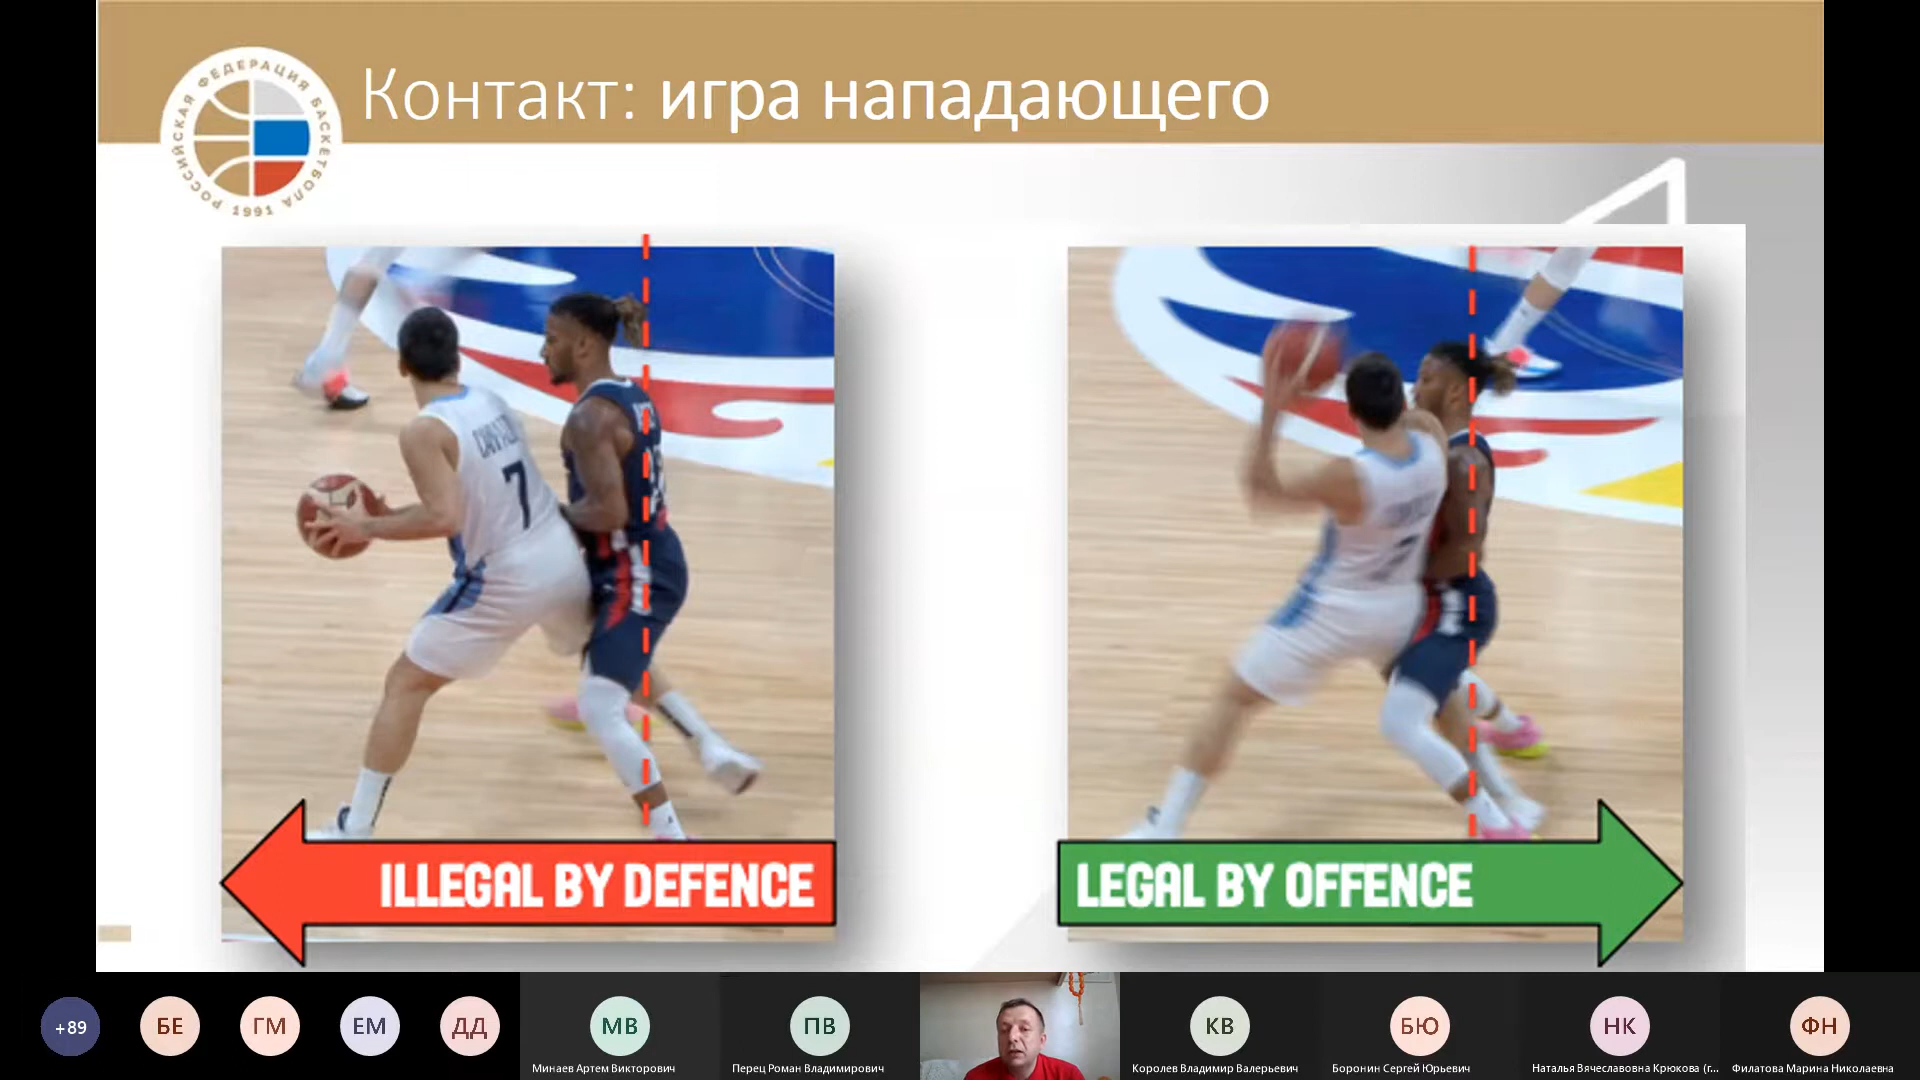 Контакт: игра нападающего
РОССИЙСКАЯ ФЕДЕРАЦИЯ БАСКЕТБОЛА
1991
7
ILLEGAL BY DEFENCE
LEGAL BY OFFENCE
+89
БЕ
ГМ
ЕМ
ДД
МВ
Минаев Артем Викторович
ПВ
Перец Роман Владимирович
КВ
Королев Владимир Валерьевич
БЮ
Боронин Сергей Юрьевич
НК
Наталья Вячеславовна Крюкова (г...
ФН
Филатова Марина Николаевна